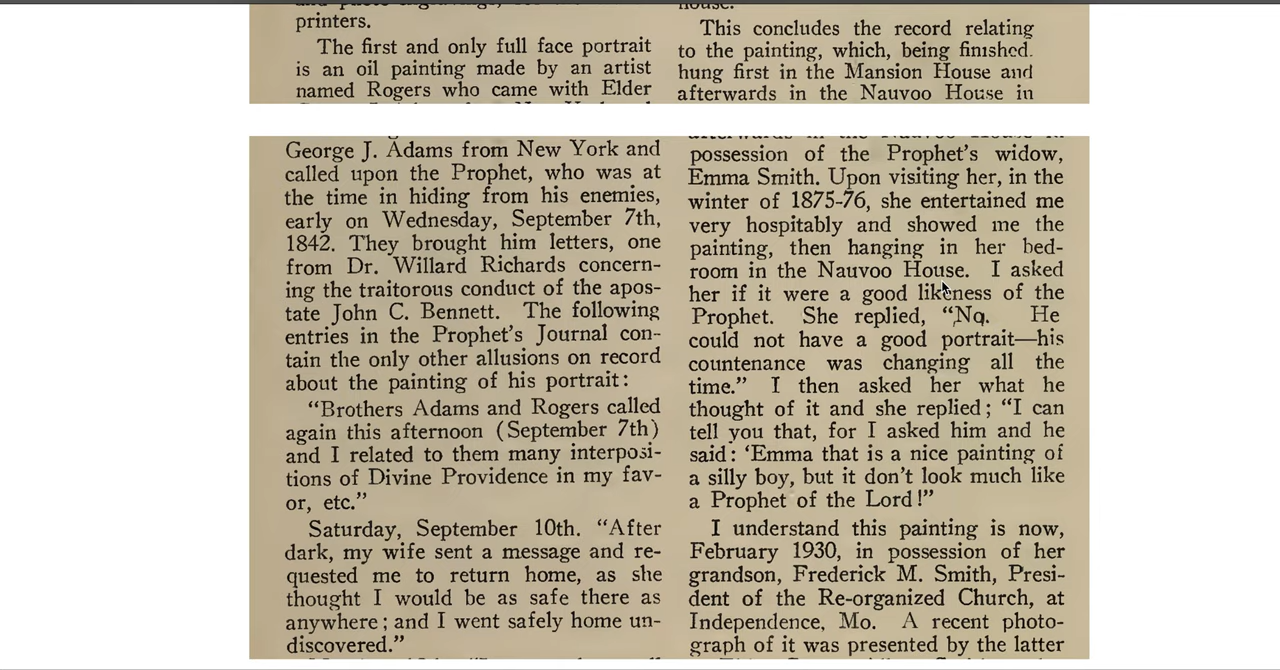 printers.
The first and only full face portrait
is an oil painting made by an artist
named Rogers who came with Elder
George J. Adams from New York and
called upon the Prophet, who was at
the time in hiding from his enemies,
early on Wednesday, September 7th,
1842. They brought him letters, one
from Dr. Willard Richards concern-
ing the traitorous conduct of the apos-
tate John C. Bennett. The following
entries in the Prophet's Journal con-
tain the only other allusions on record
about the painting of his portrait:
"Brothers Adams and Rogers called
again this afternoon (September 7th)
and I related to them many interposi-
tions of Divine Providence in my fav-
or, etc."
Saturday, September 10th. "After
dark, my wife sent a message and re-
quested me to return home, as she
thought I would be as safe there as
anywhere; and I went safely home un-
discovered."
house.
This concludes the record relating
to the painting, which, being finished.
hung first in the Mansion House and
afterwards in the Nauvoo House in
possession of the Prophet's widow,
Emma Smith. Upon visiting her, in the
winter of 1875-76, she entertained me
very hospitably and showed me the
painting, then hanging in her bed-
room in the Nauvoo House. I asked
her if it were a good likeness of the
Prophet. She replied, "No. He
could not have a good portrait—his
countenance was changing all the
time." I then asked her what he
thought of it and she replied; "I can
tell you that, for I asked him and he
said: 'Emma that is a nice painting of
a silly boy, but it don't look much like
a Prophet of the Lord!"
I understand this painting is now,
February 1930, in possession of her
grandson, Frederick M. Smith, Presi-
dent of the Re-organized Church, at
Independence, Mo. A recent photo-
graph of it was presented by the latter